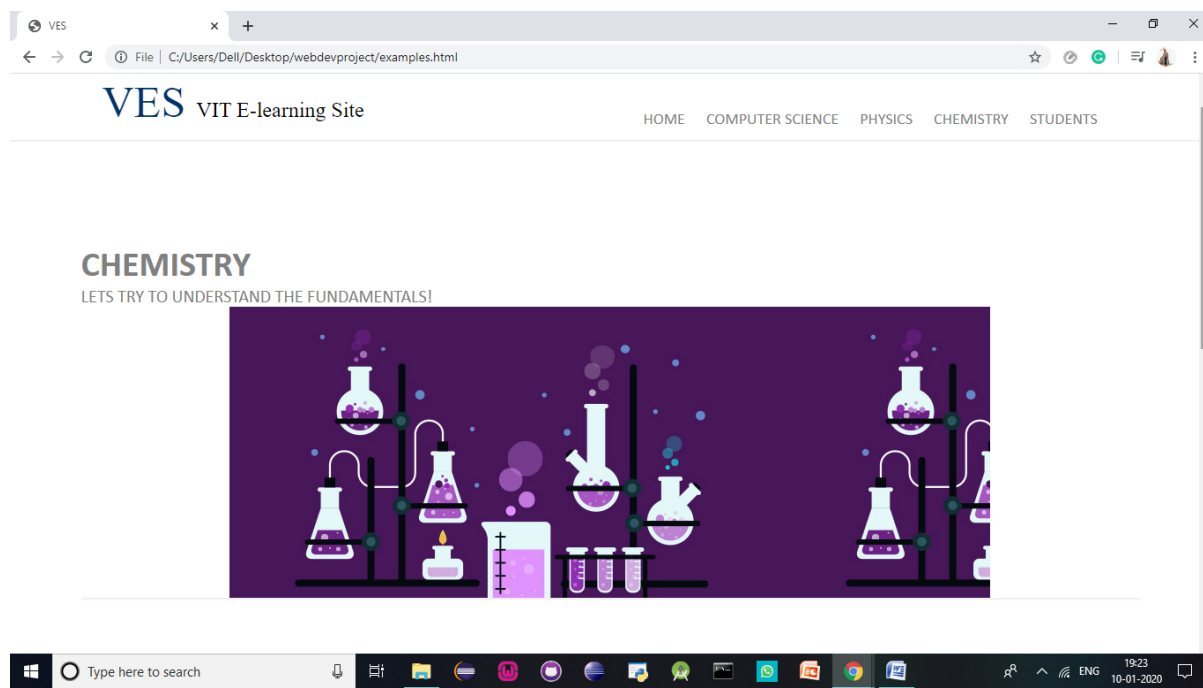 VES
File | C:/Users/Dell/Desktop/webdevproject/examples.html
VES VIT E-learning Site
HOME COMPUTER SCIENCE PHYSICS CHEMISTRY STUDENTS
CHEMISTRY
LETS TRY TO UNDERSTAND THE FUNDAMENTALS!
Type here to search
ENG
19:23
10-01-2020